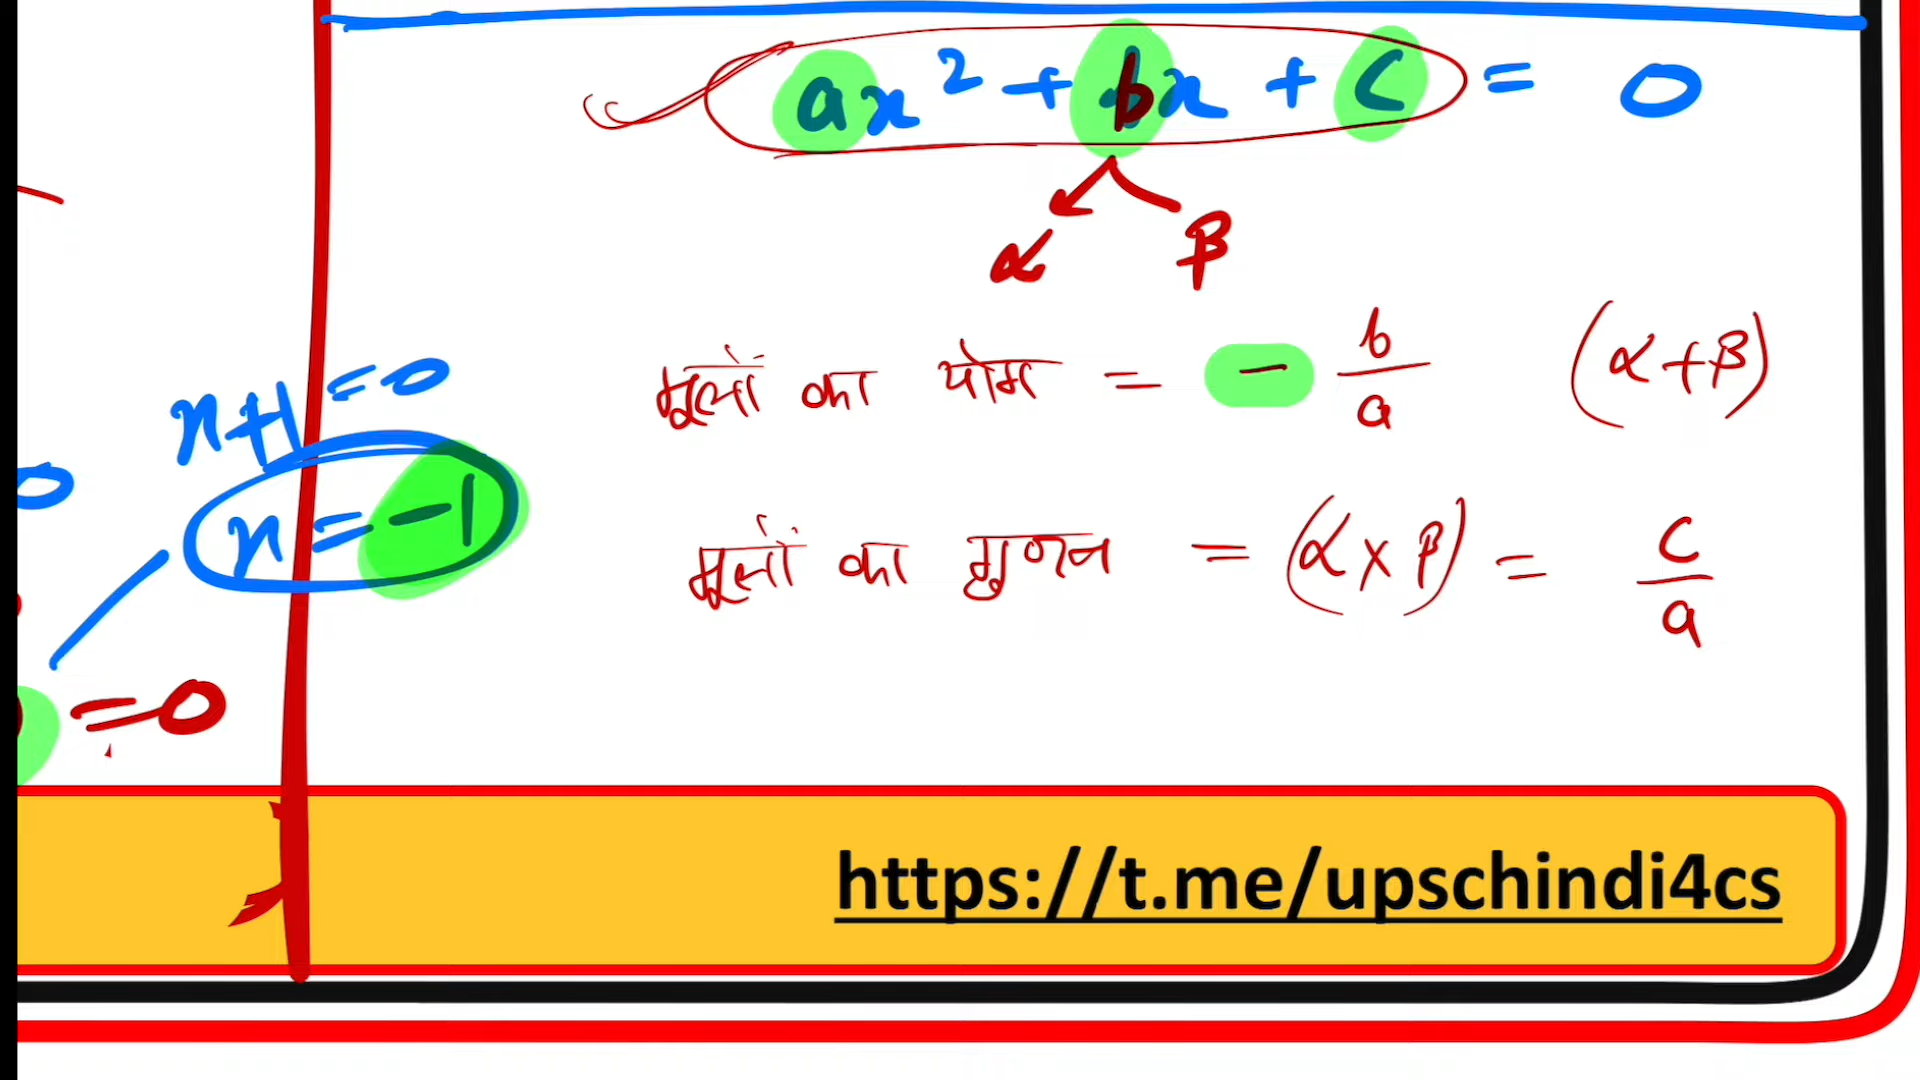 ax² + bx + c = 0
α β
मूलों का योग = - b/a (α+β)
x+1=0
x=-1
मूलों का गुणन = (α×β) = c/a
=0
https://t.me/upschindi4cs